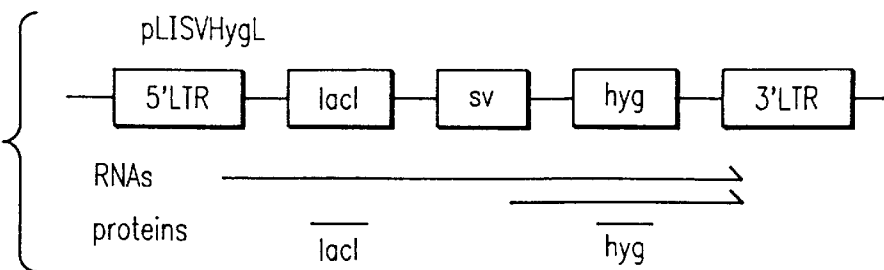 pLISVHygL
5'LTR lacI sv hyg 3'LTR
RNAs
proteins
lacI hyg